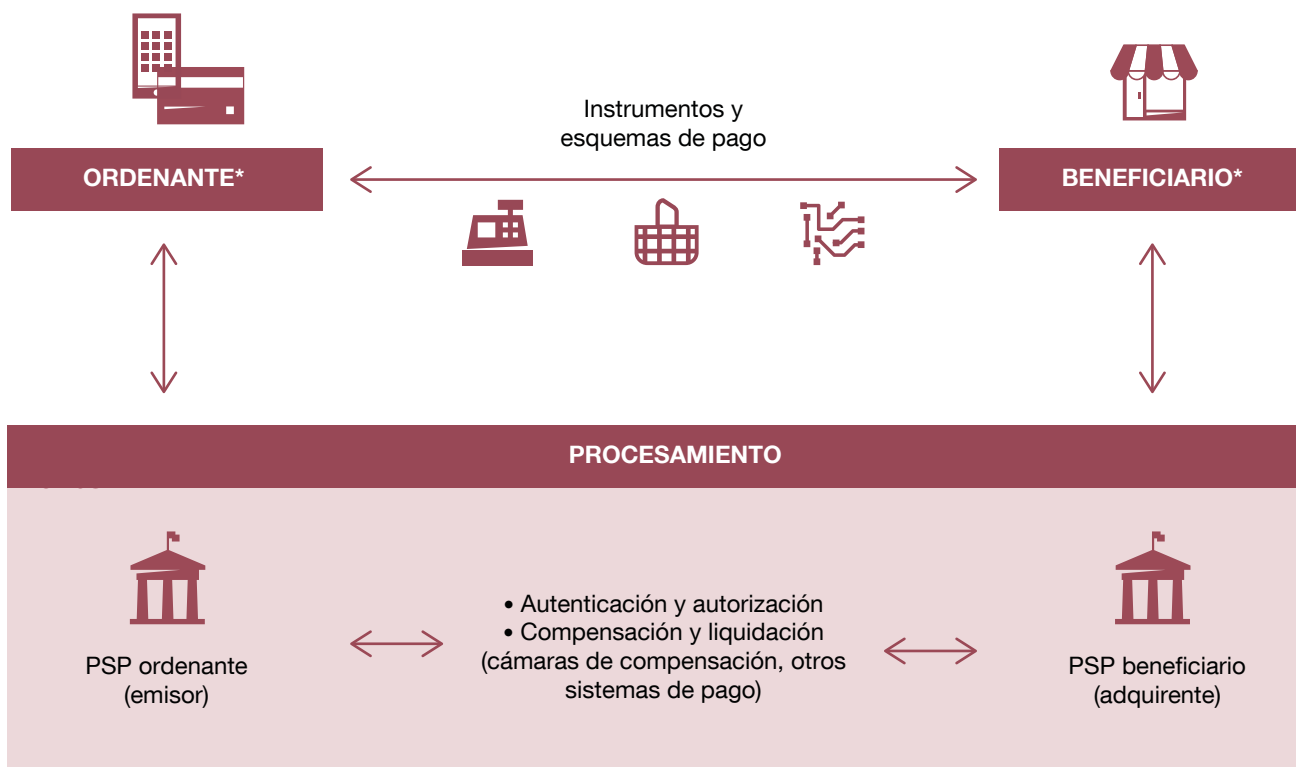 Instrumentos y
esquemas de pago
ORDENANTE*
BENEFICIARIO*
PROCESAMIENTO
• Autenticación y autorización
• Compensación y liquidación
(cámaras de compensación, otros
sistemas de pago)
PSP ordenante
(emisor)
PSP beneficiario
(adquirente)